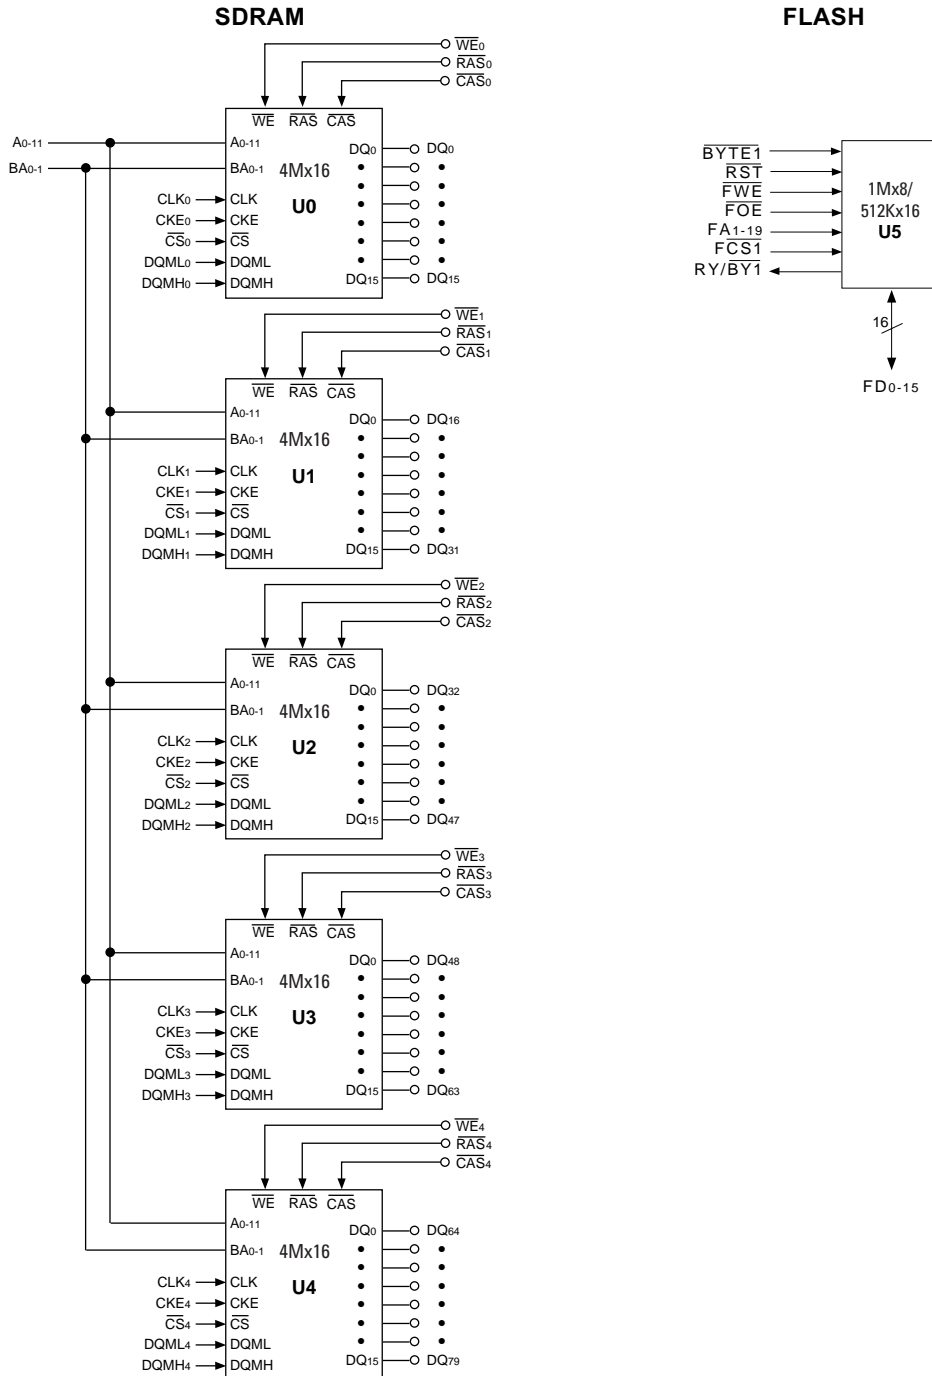 SDRAM
WE0
RAS0
CAS0
WE RAS CAS
A0-11 A0-11
BA0-1 BA0-1
4Mx16
U0
CLK0 CLK
CKE0 CKE
CS0 CS
DQML0 DQML
DQMH0 DQMH
DQ0 DQ0
DQ15 DQ15
WE1
RAS1
CAS1
WE RAS CAS
A0-11
BA0-1
4Mx16
U1
CLK1 CLK
CKE1 CKE
CS1 CS
DQML1 DQML
DQMH1 DQMH
DQ0 DQ16
DQ15 DQ31
WE2
RAS2
CAS2
WE RAS CAS
A0-11
BA0-1
4Mx16
U2
CLK2 CLK
CKE2 CKE
CS2 CS
DQML2 DQML
DQMH2 DQMH
DQ0 DQ32
DQ15 DQ47
WE3
RAS3
CAS3
WE RAS CAS
A0-11
BA0-1
4Mx16
U3
CLK3 CLK
CKE3 CKE
CS3 CS
DQML3 DQML
DQMH3 DQMH
DQ0 DQ48
DQ15 DQ63
WE4
RAS4
CAS4
WE RAS CAS
A0-11
BA0-1
4Mx16
U4
CLK4 CLK
CKE4 CKE
CS4 CS
DQML4 DQML
DQMH4 DQMH
DQ0 DQ64
DQ15 DQ79
FLASH
BYTE1
RST
FWE
FOE
FA1-19
FCS1
RY/BY1
1Mx8/
512Kx16
U5
16
FD0-15